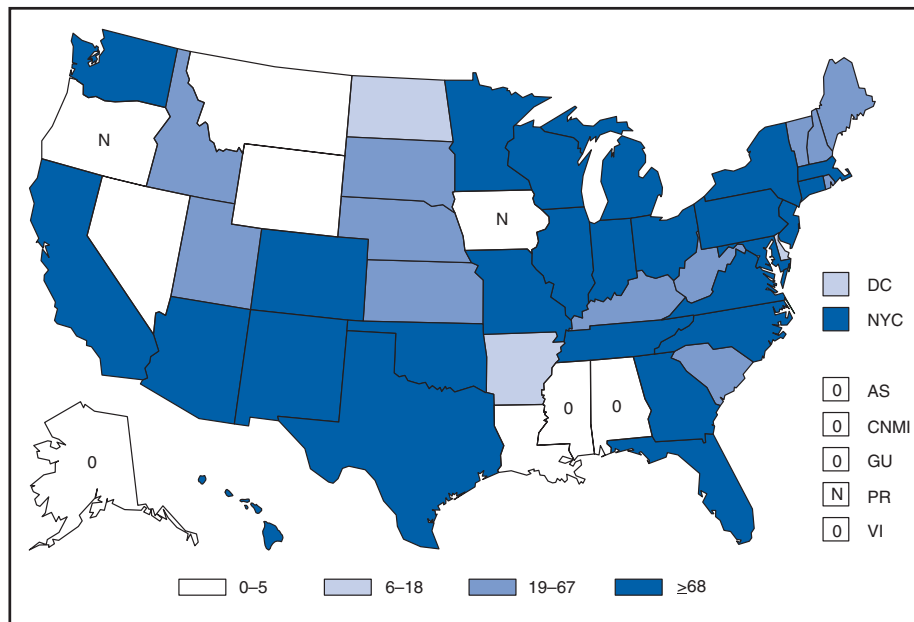 N
N
DC
NYC
0
0
0
0 AS
0 CNMI
0 GU
N PR
0 VI
0–5 6–18 19–67 ≥68